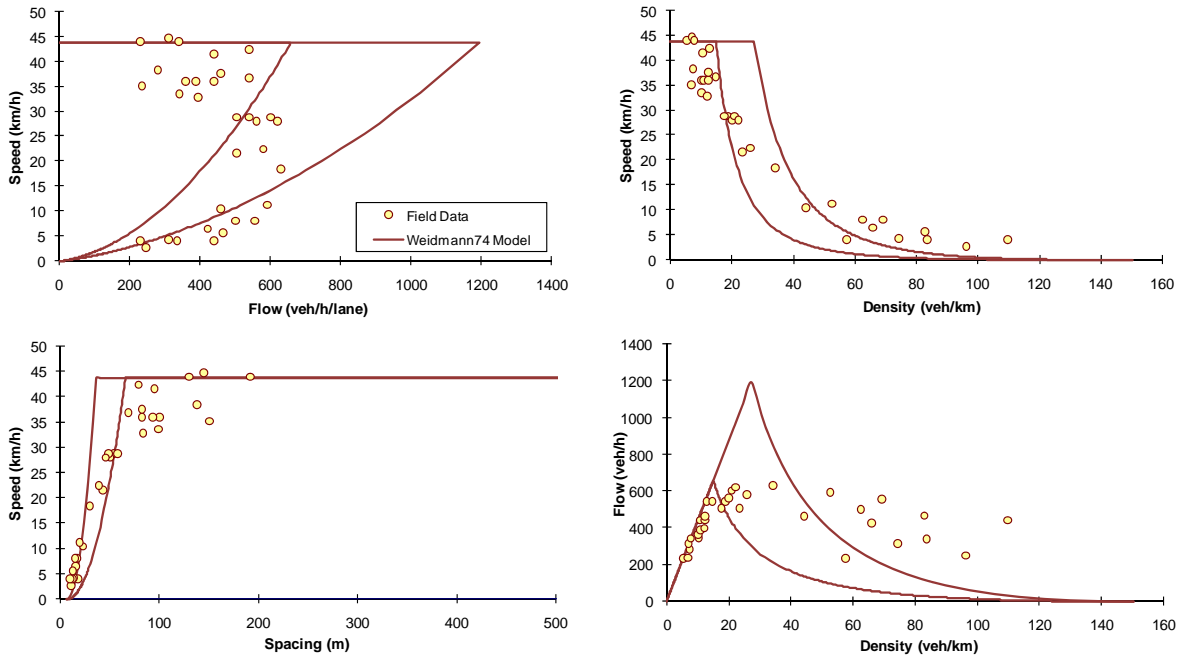 50
45
40
35
30
25
20
15
10
5
0
Speed (km/h)
0 200 400 600 800 1000 1200 1400
Flow (veh/h/lane)
Field Data
Weidmann74 Model
50
45
40
35
30
25
20
15
10
5
0
Speed (km/h)
0 20 40 60 80 100 120 140 160
Density (veh/km)
50
45
40
35
30
25
20
15
10
5
0
Speed (km/h)
0 100 200 300 400 500
Spacing (m)
1400
1200
1000
800
600
400
200
0
Flow (veh/h)
0 20 40 60 80 100 120 140 160
Density (veh/km)